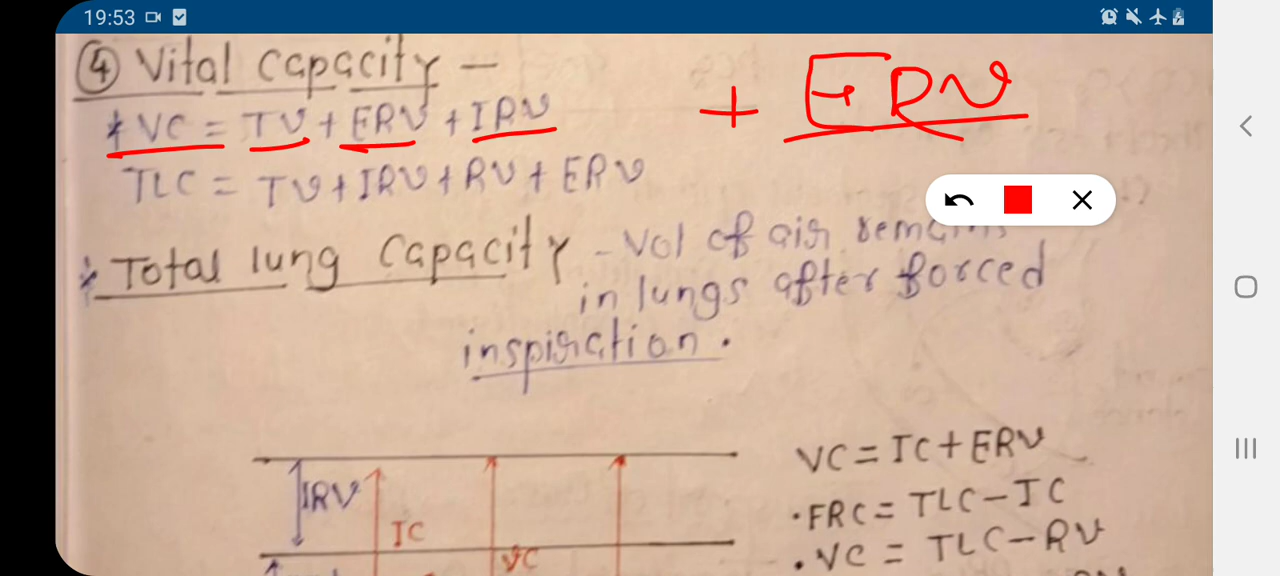 19:53
④ Vital Capacity -
+ ERV
* VC = TV + ERV + IRV
TLC = TV + IRV + RV + ERV
* Total lung Capacity - Vol of air remains
in lungs after forced
inspiration.
VC = IC + ERV
IRV
• FRC = TLC - IC
IC
• VC = TLC - RV
VC